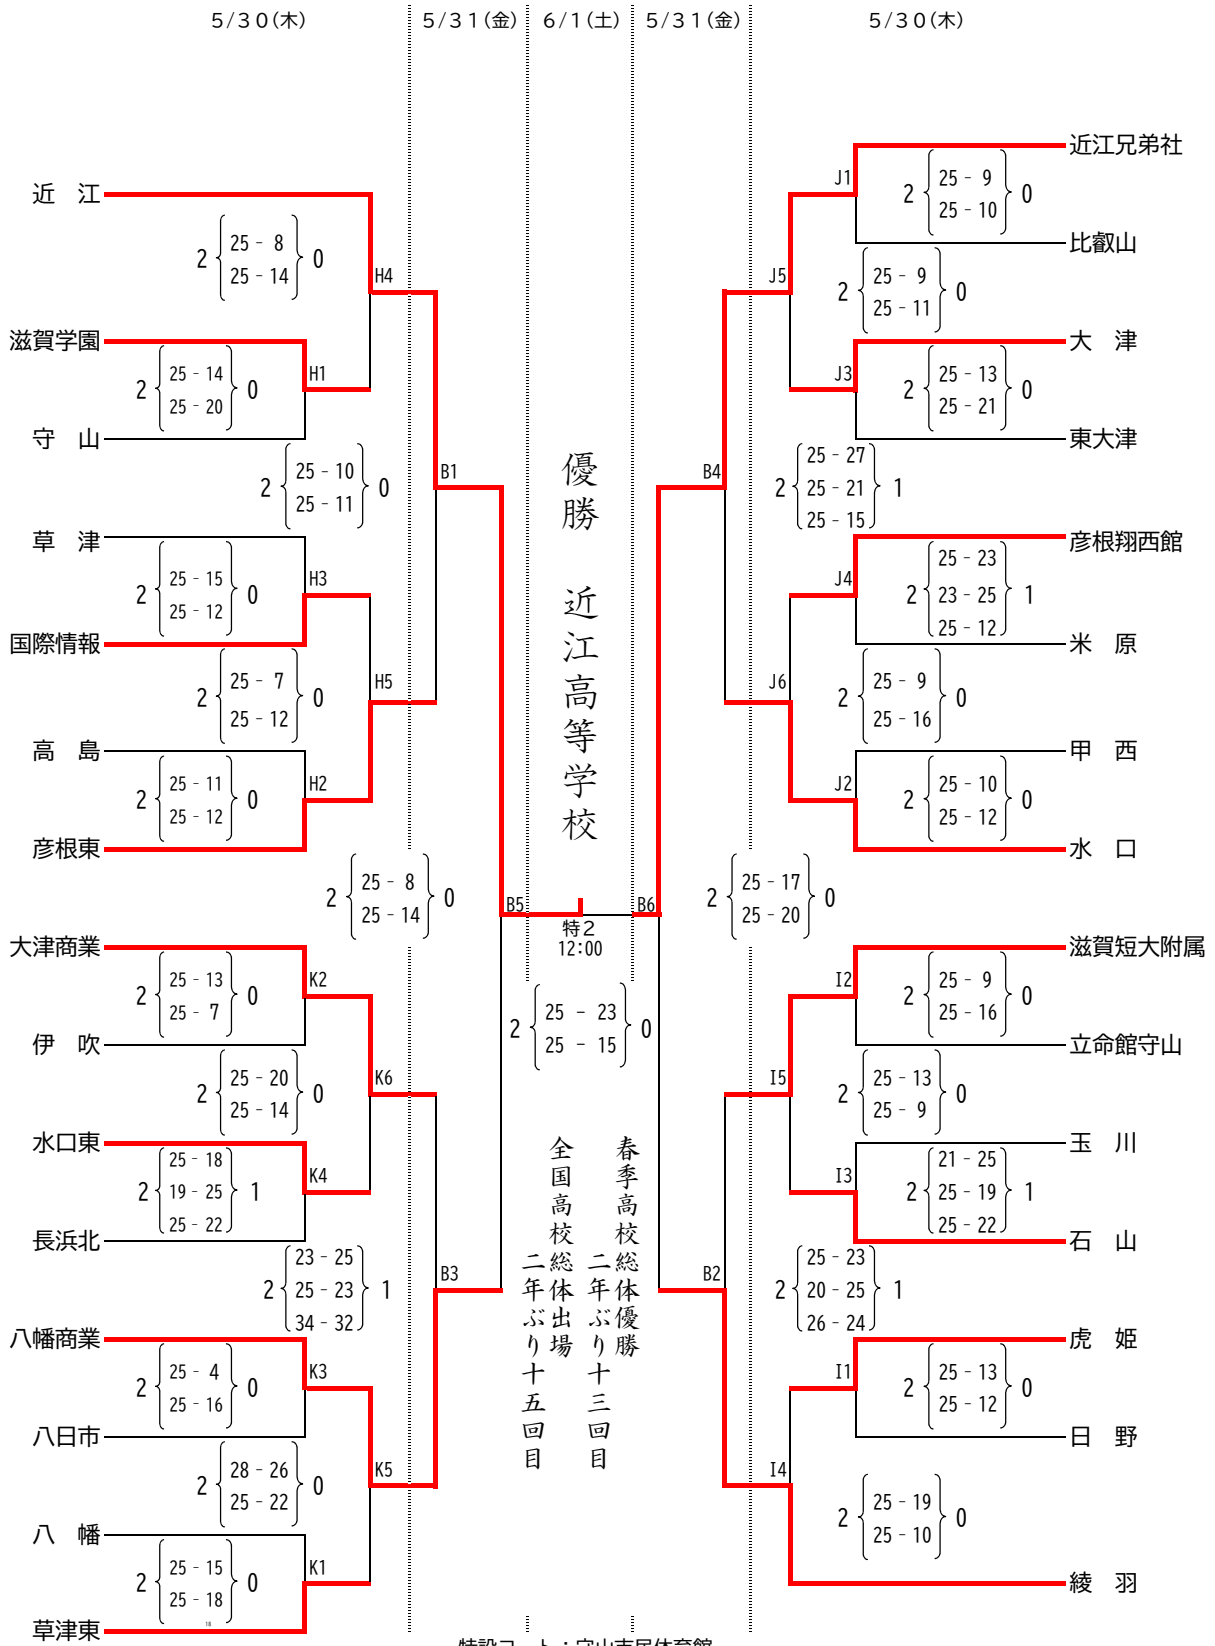 5/30(木)
5/31(金)
6/1(土)
5/31(金)
5/30(木)
近　江
2 25 - 8 0
25 - 14
H4
滋賀学園
2 25 - 14 0
25 - 20
H1
守　山
2 25 - 10 0
25 - 11
B1
草　津
2 25 - 15 0
25 - 12
H3
国際情報
2 25 - 7 0
25 - 12
H5
高　島
2 25 - 11 0
25 - 12
H2
彦根東
2 25 - 8 0
25 - 14
B5
大津商業
2 25 - 13 0
25 - 7
K2
伊　吹
2 25 - 20 0
25 - 14
K6
水口東
2 25 - 18 1
19 - 25
25 - 22
K4
長浜北
2 23 - 25 1
25 - 23
34 - 32
B3
八幡商業
2 25 - 4 0
25 - 16
K3
八日市
2 28 - 26 0
25 - 22
K5
八　幡
2 25 - 15 0
25 - 18
K1
草津東
優勝　近江高等学校
特2
12:00
2 25 - 23 0
25 - 15
春季高校総体優勝
二年ぶり十三回目
全国高校総体出場
二年ぶり十五回目
近江兄弟社
J1
2 25 - 9 0
25 - 10
比叡山
J5
2 25 - 9 0
25 - 11
大　津
J3
2 25 - 13 0
25 - 21
東大津
B4
2 25 - 27 1
25 - 21
25 - 15
彦根翔西館
J4
2 25 - 23 1
23 - 25
25 - 12
米　原
J6
2 25 - 9 0
25 - 16
甲　西
J2
2 25 - 10 0
25 - 12
水　口
B6
2 25 - 17 0
25 - 20
滋賀短大附属
I2
2 25 - 9 0
25 - 16
立命館守山
I5
2 25 - 13 0
25 - 9
玉　川
I3
2 21 - 25 1
25 - 19
25 - 22
石　山
B2
2 25 - 23 1
20 - 25
26 - 24
虎　姫
I1
2 25 - 13 0
25 - 12
日　野
I4
2 25 - 19 0
25 - 10
綾　羽